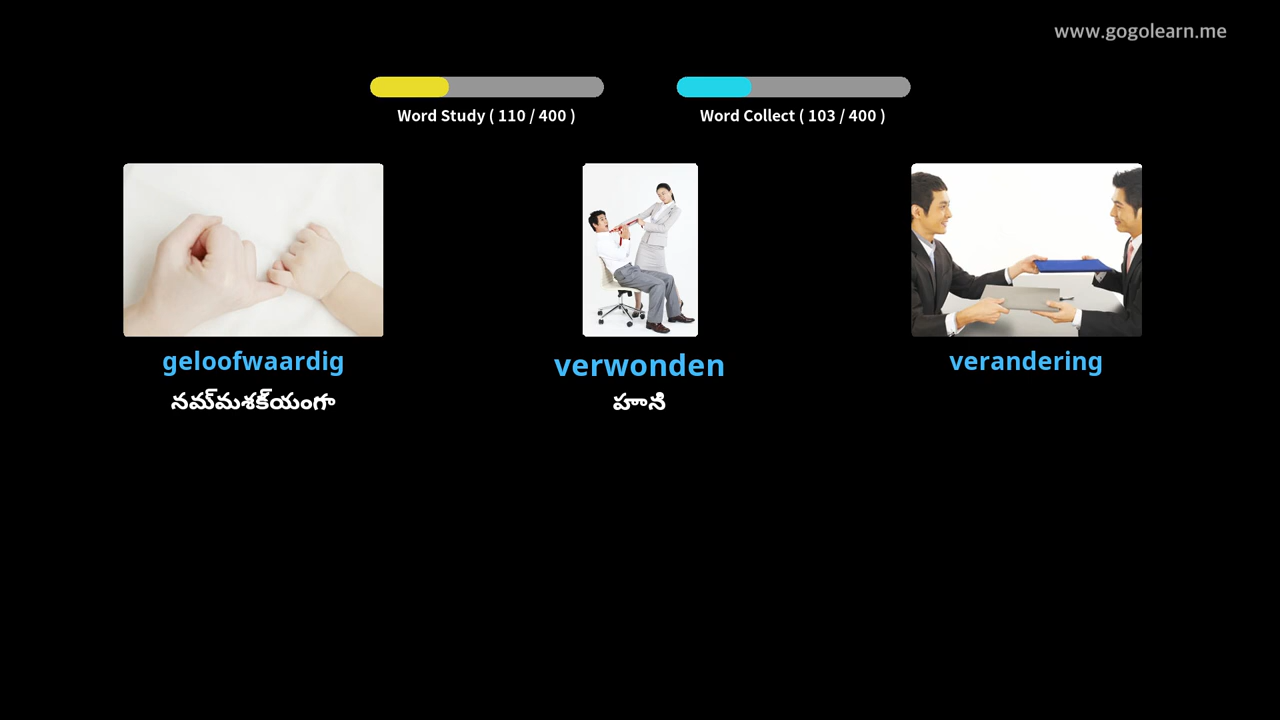 www.gogolearn.me
Word Study ( 110 / 400 )
Word Collect ( 103 / 400 )
geloofwaardig
verwonden
verandering
నమ్మశక్యంగా
హాని